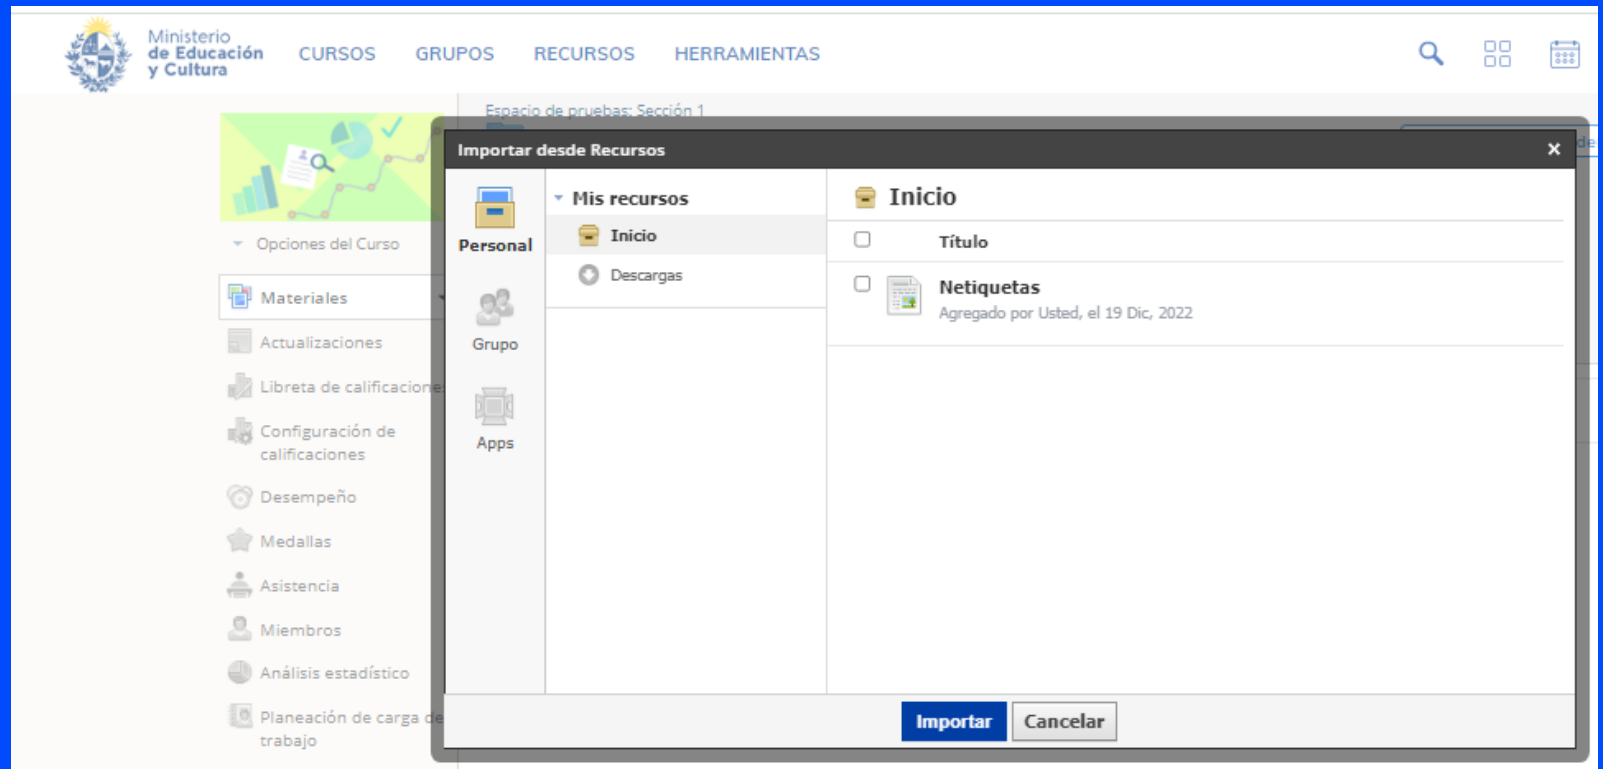 Ministerio
de Educación
y Cultura
CURSOS GRUPOS RECURSOS HERRAMIENTAS
Espacio de pruebas: Sección 1
de
Importar desde Recursos ×
Opciones del Curso
Materiales
Actualizaciones
Libreta de calificacione
Configuración de
calificaciones
Desempeño
Medallas
Asistencia
Miembros
Análisis estadístico
Planeación de carga de
trabajo
Personal
Grupo
Apps
Mis recursos
Inicio
Descargas
Inicio
Título
Netiquetas
Agregado por Usted, el 19 Dic, 2022
Importar Cancelar